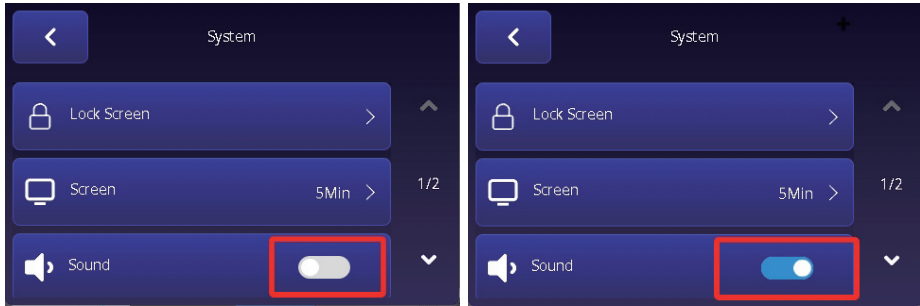 System
Lock Screen
Screen 5Min
1/2
Sound
System
Lock Screen
Screen 5Min
1/2
Sound